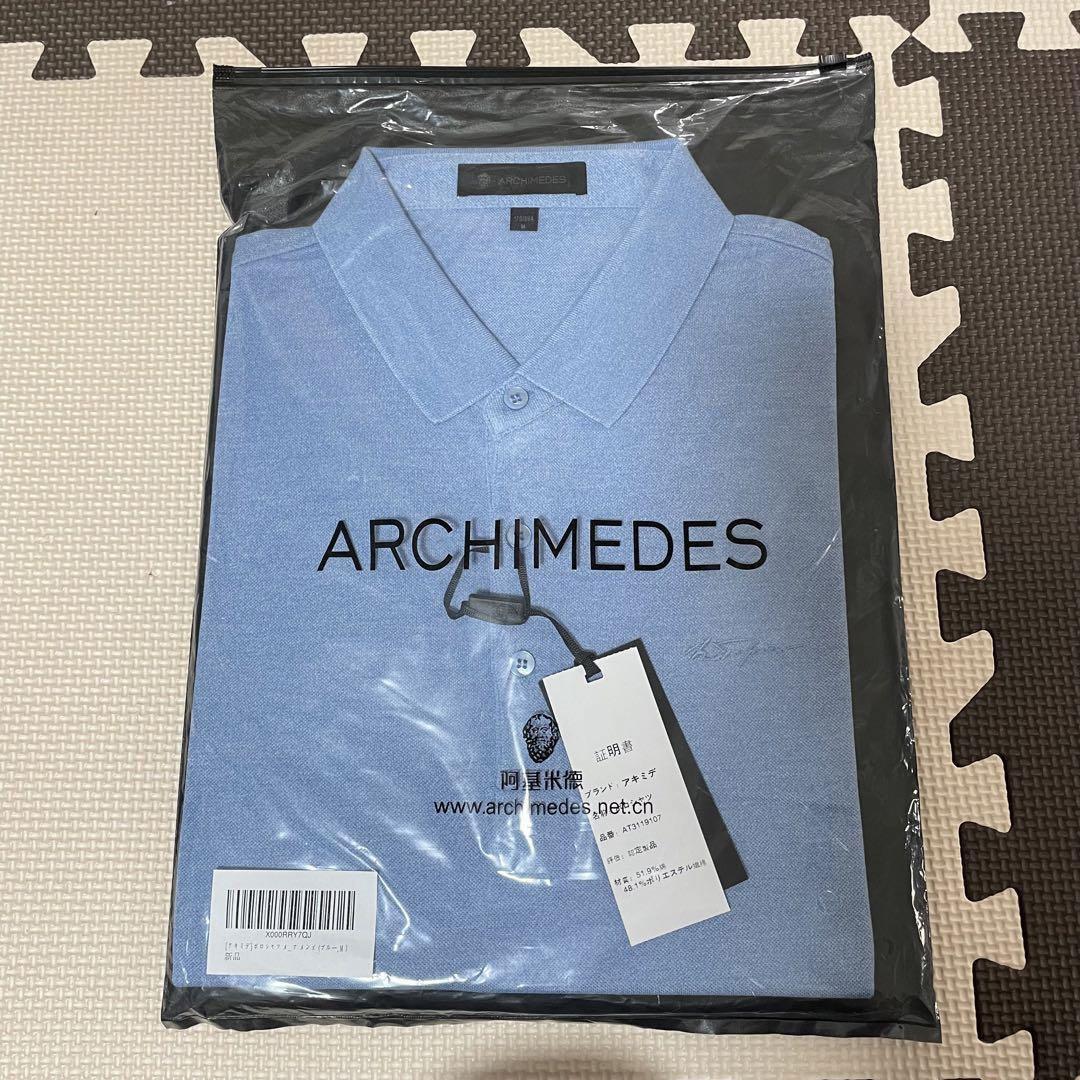 ARCHIMEDES
M
ARCHIMEDES
証明書
ブランド：アキミデ
品番：AT3119107
評価：認定製品
材質：51.9%綿
48.1%ポリエステル繊維
阿基米德
www.archimedes.net.cn
X000RRY7QJ
新品